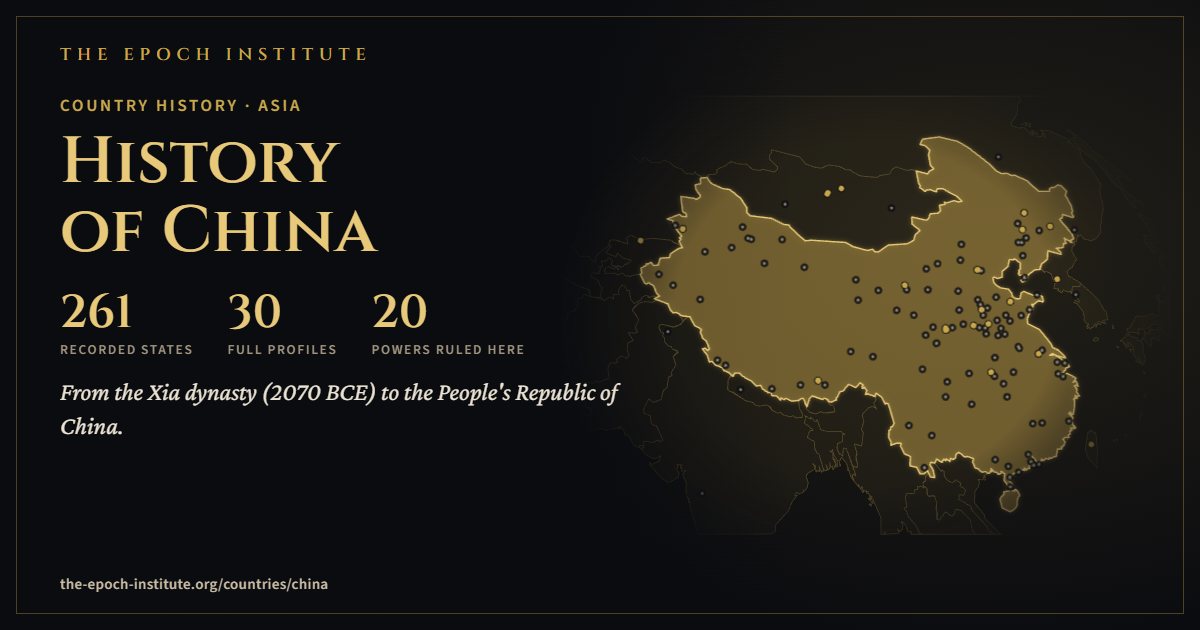 THE EPOCH INSTITUTE
COUNTRY HISTORY · ASIA
HISTORY
OF CHINA
261 30 20
RECORDED STATES FULL PROFILES POWERS RULED HERE
From the Xia dynasty (2070 BCE) to the People's Republic of
China.
the-epoch-institute.org/countries/china